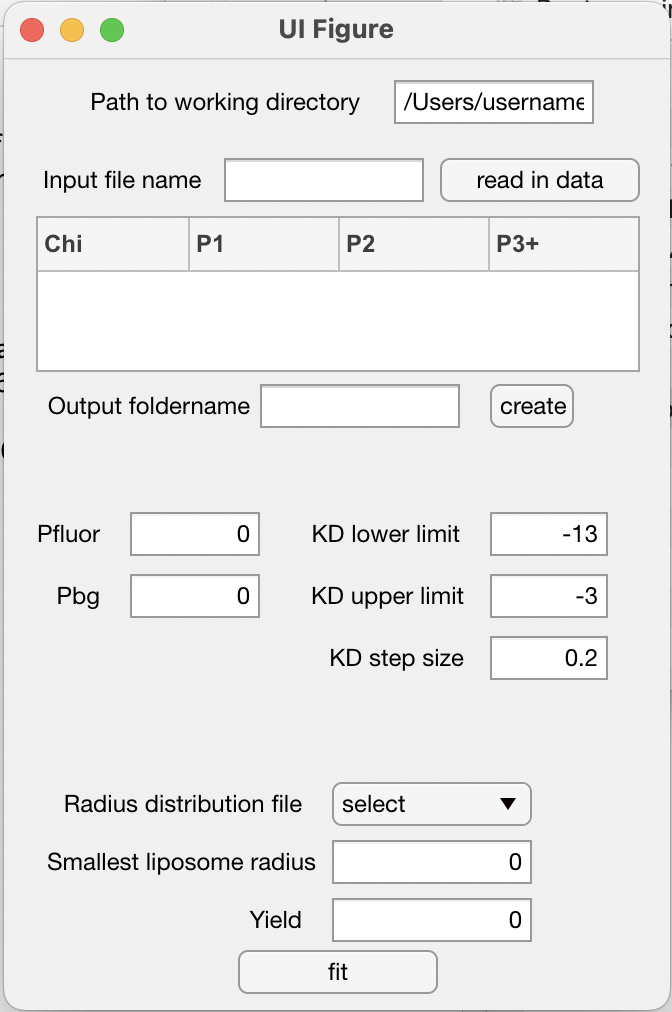 UI Figure
Path to working directory /Users/username
Input file name read in data
Chi P1 P2 P3+
Output foldername create
Pfluor 0 KD lower limit -13
Pbg 0 KD upper limit -3
KD step size 0.2
Radius distribution file select
Smallest liposome radius 0
Yield 0
fit